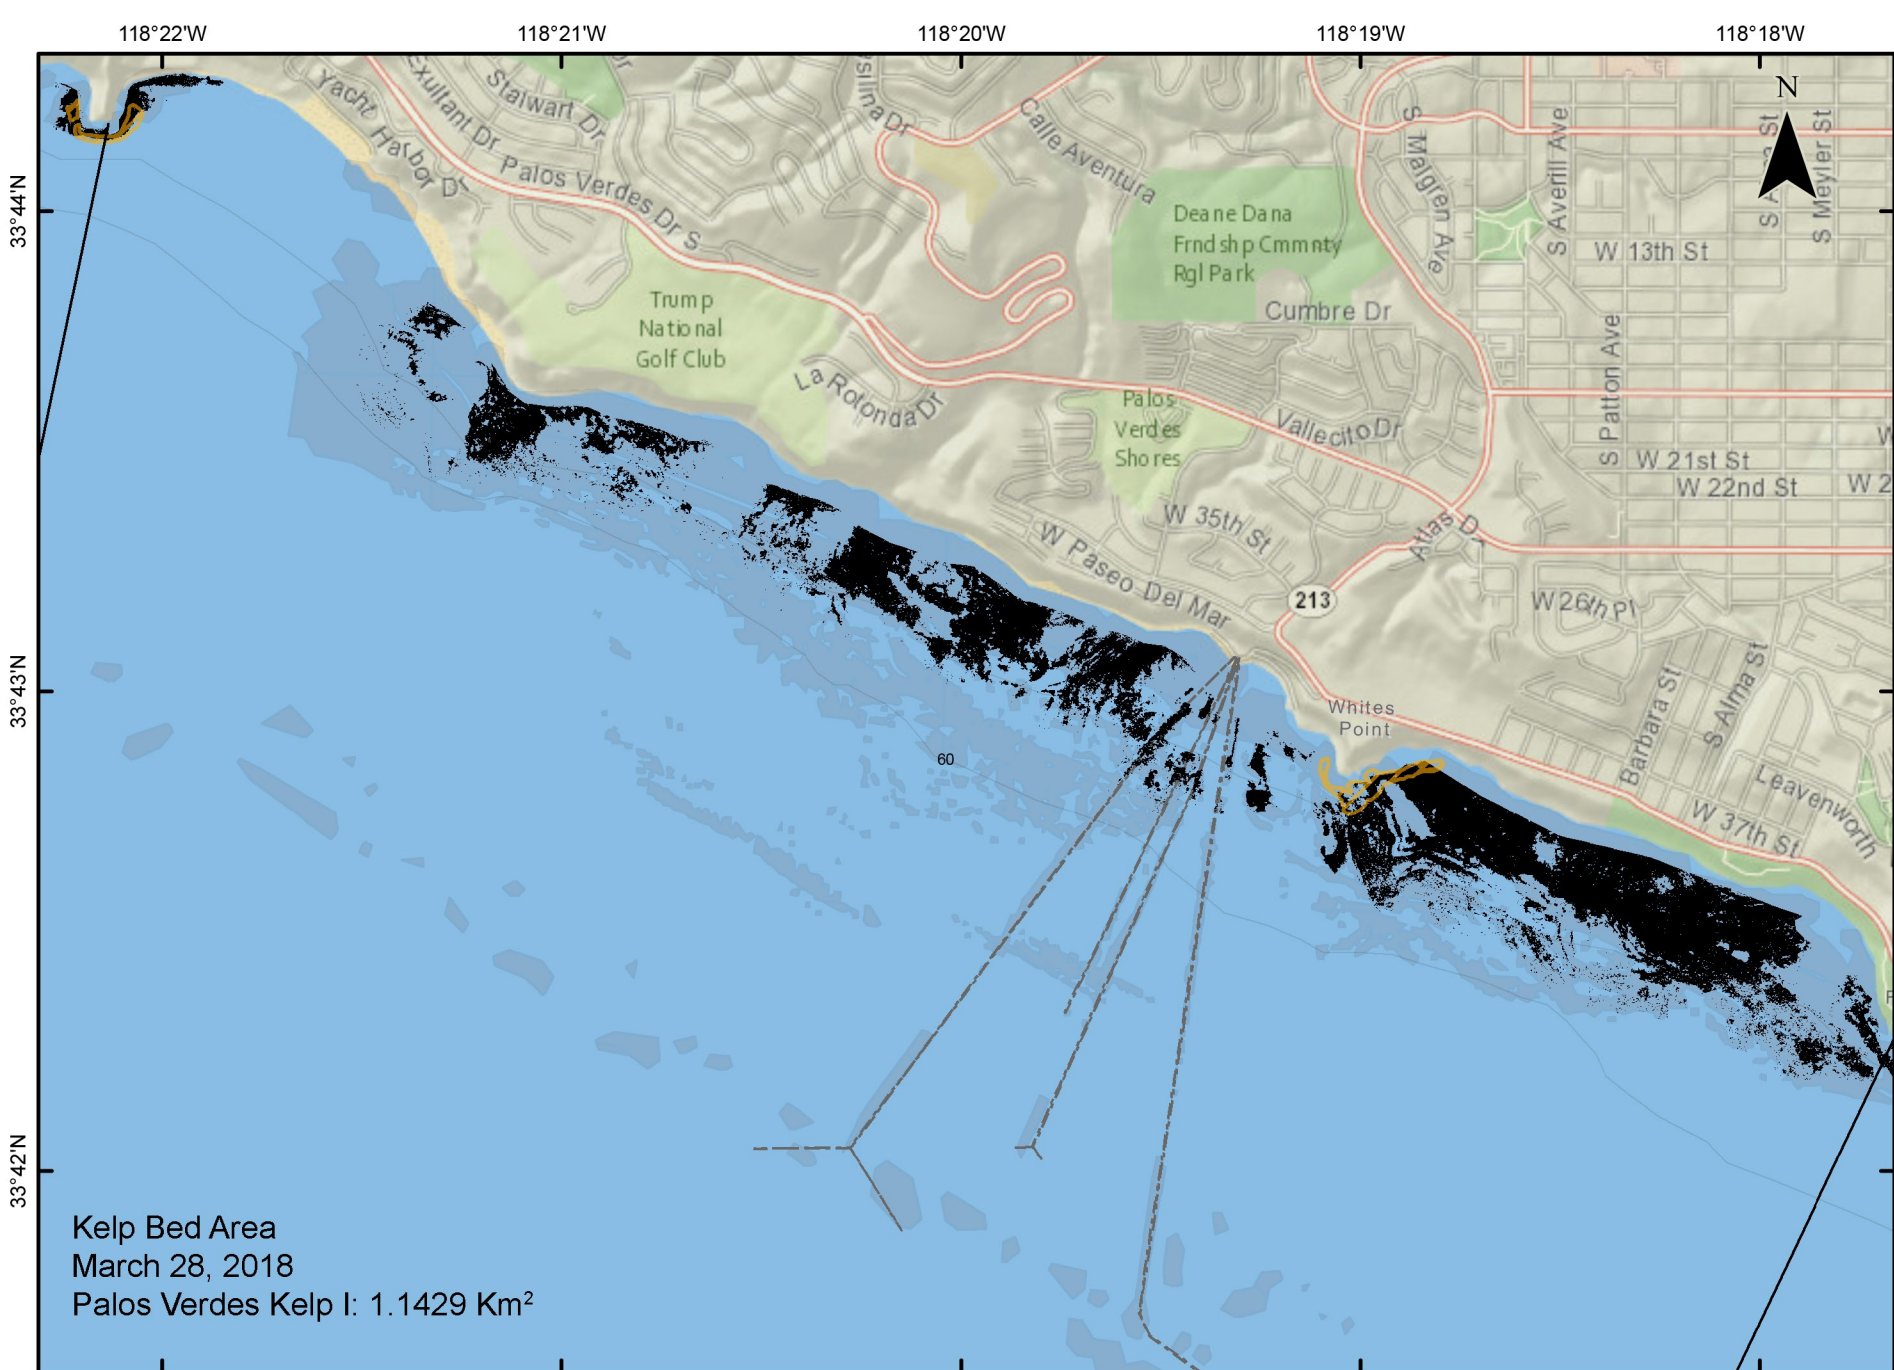 118°22'W
118°21'W
118°20'W
118°19'W
118°18'W
33°44'N
33°43'N
33°42'N
N
Yacht Harbor Dr
Exultant Dr
Stalwart Dr
Dr
Palos Verdes Dr S
Calle Aventura
Deane Dana
Frndshp Cmmnty
Rgl Park
S Malgren Ave
S Averill Ave
S Meyler St
W 13th St
Cumbre Dr
Trump
National
Golf Club
La Rotonda Dr
Palos
Verdes
Shores
Vallecito Dr
S Patton Ave
W 21st St
W 22nd St
W 2
W 35th St
Atlas Dr
W Paseo Del Mar
213
W 26th Pl
Whites
Point
Barbara St
S Alma St
Leavenworth
W 37th St
60
Kelp Bed Area
March 28, 2018
Palos Verdes Kelp I: 1.1429 Km²